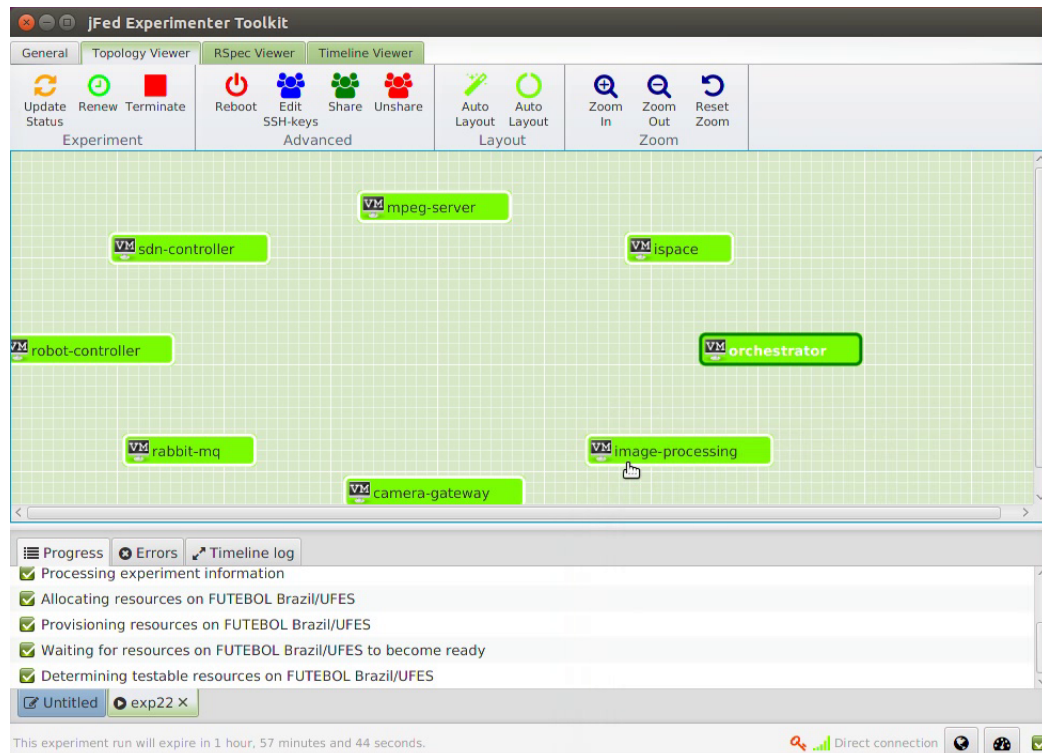 jFed Experimenter Toolkit
General Topology Viewer RSpec Viewer Timeline Viewer
Update Status Renew Terminate Reboot Edit SSH-keys Share Unshare Auto Layout Auto Layout Zoom In Zoom Out Reset Zoom
Experiment Advanced Layout Zoom
VM mpeg-server
VM sdn-controller
VM ispace
VM robot-controller
VM orchestrator
VM rabbit-mq
VM image-processing
VM camera-gateway
Progress Errors Timeline log
Processing experiment information
Allocating resources on FUTEBOL Brazil/UFES
Provisioning resources on FUTEBOL Brazil/UFES
Waiting for resources on FUTEBOL Brazil/UFES to become ready
Determining testable resources on FUTEBOL Brazil/UFES
Untitled exp22
This experiment run will expire in 1 hour, 57 minutes and 44 seconds. Direct connection